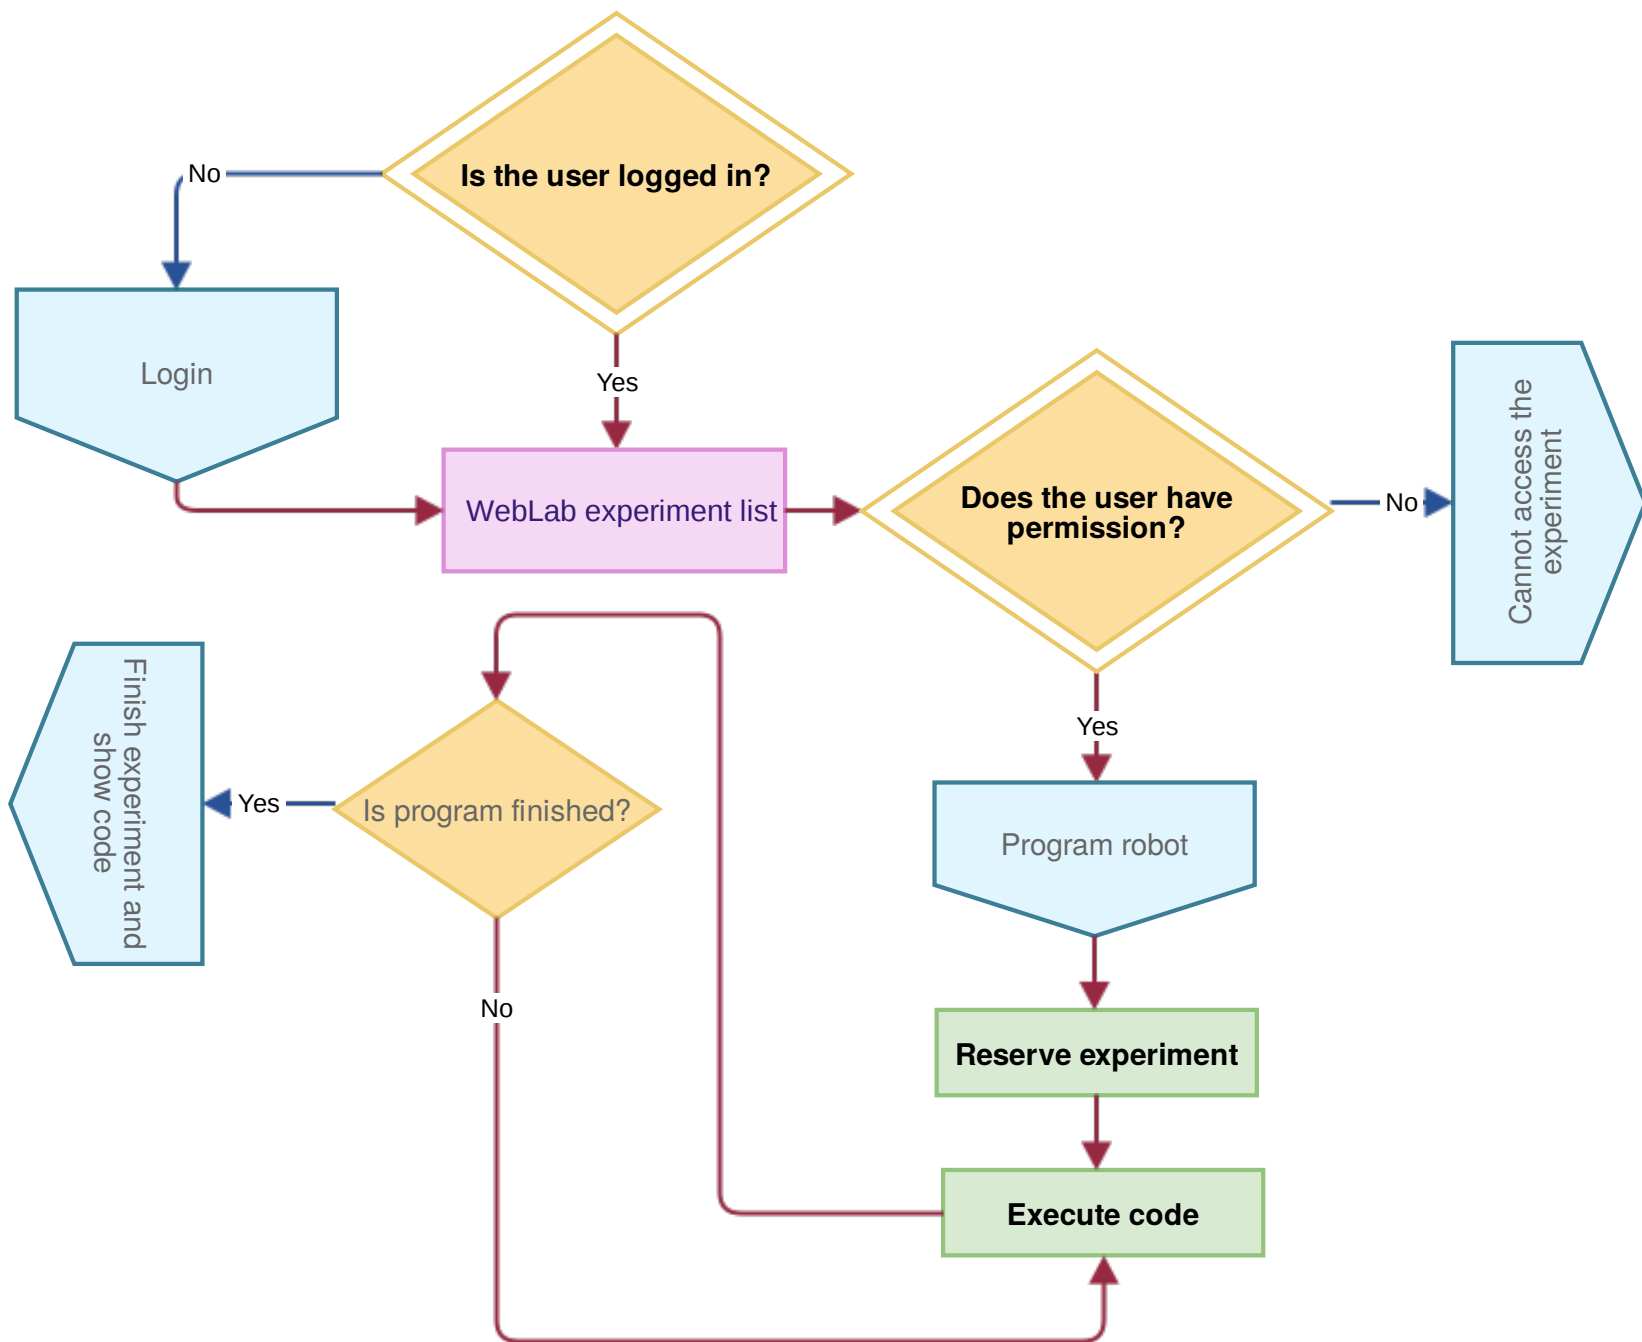 Is the user logged in?
No
Login
Yes
WebLab experiment list
Does the user have
permission?
No
Cannot access the
experiment
Yes
Program robot
Reserve experiment
Execute code
Is program finished?
Yes
Finish experiment and
show code
No